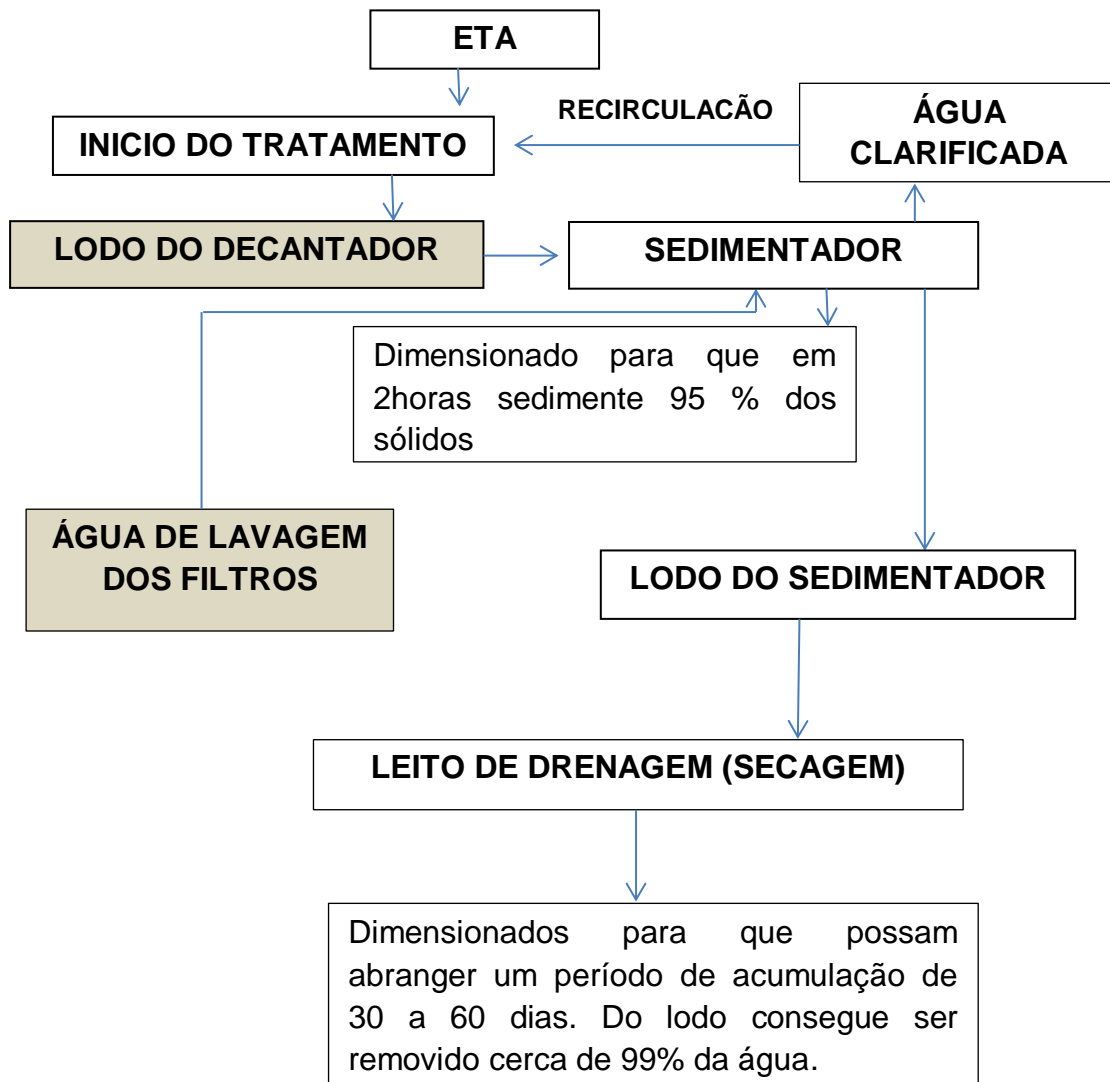 ETA
RECIRCULACÃO
ÁGUA
CLARIFICADA
INICIO DO TRATAMENTO
LODO DO DECANTADOR
SEDIMENTADOR
Dimensionado para que em
2horas sedimente 95 % dos
sólidos
ÁGUA DE LAVAGEM
DOS FILTROS
LODO DO SEDIMENTADOR
LEITO DE DRENAGEM (SECAGEM)
Dimensionados para que possam
abranger um período de acumulação de
30 a 60 dias. Do lodo consegue ser
removido cerca de 99% da água.